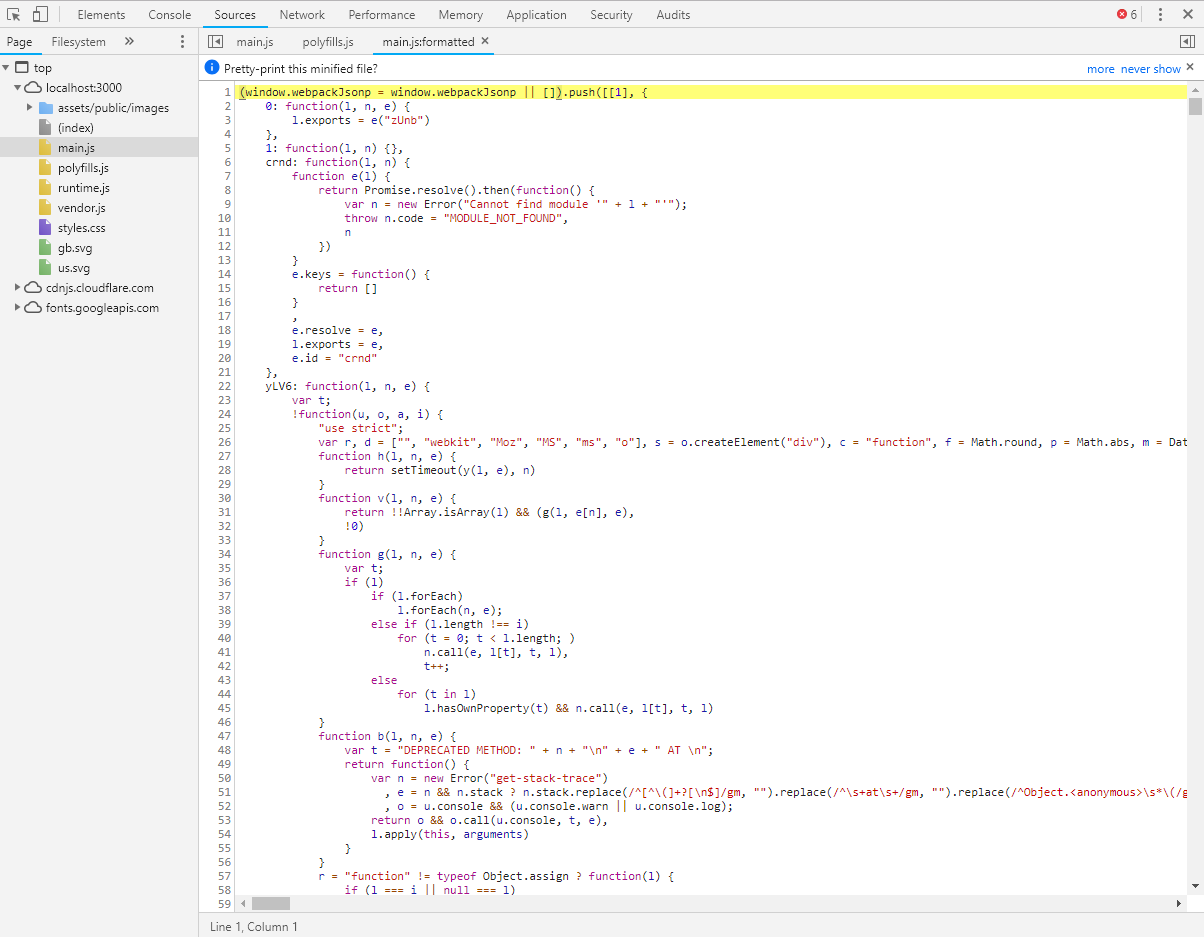 Elements Console Sources Network Performance Memory Application Security Audits 6
Page Filesystem » main.js polyfills.js main.js:formatted ×
Pretty-print this minified file? more never show ×
top
localhost:3000
assets/public/images
(index)
main.js
polyfills.js
runtime.js
vendor.js
styles.css
gb.svg
us.svg
cdnjs.cloudflare.com
fonts.googleapis.com
1 (window.webpackJsonp = window.webpackJsonp || []).push([[1], {
2 0: function(l, n, e) {
3 l.exports = e("zUnb")
4 },
5 1: function(l, n) {},
6 crnd: function(l, n) {
7 function e(l) {
8 return Promise.resolve().then(function() {
9 var n = new Error("Cannot find module '" + l + "'");
10 throw n.code = "MODULE_NOT_FOUND",
11 n
12 })
13 }
14 e.keys = function() {
15 return []
16 }
17 ,
18 e.resolve = e,
19 l.exports = e,
20 e.id = "crnd"
21 },
22 yLV6: function(l, n, e) {
23 var t;
24 !function(u, o, a, i) {
25 "use strict";
26 var r, d = ["", "webkit", "Moz", "MS", "ms", "o"], s = o.createElement("div"), c = "function", f = Math.round, p = Math.abs, m = Dat
27 function h(l, n, e) {
28 return setTimeout(y(l, e), n)
29 }
30 function v(l, n, e) {
31 return !!Array.isArray(l) && (g(l, e[n], e),
32 !0)
33 }
34 function g(l, n, e) {
35 var t;
36 if (l)
37 if (l.forEach)
38 l.forEach(n, e);
39 else if (l.length !== i)
40 for (t = 0; t < l.length; )
41 n.call(e, l[t], t, l),
42 t++;
43 else
44 for (t in l)
45 l.hasOwnProperty(t) && n.call(e, l[t], t, l)
46 }
47 function b(l, n, e) {
48 var t = "DEPRECATED METHOD: " + n + "\n" + e + " AT \n";
49 return function() {
50 var n = new Error("get-stack-trace")
51 , e = n && n.stack ? n.stack.replace(/^[^\(]+?[\n$]/gm, "").replace(/^\s+at\s+/gm, "").replace(/^Object.<anonymous>\s*\(/g
52 , o = u.console && (u.console.warn || u.console.log);
53 return o && o.call(u.console, t, e),
54 l.apply(this, arguments)
55 }
56 }
57 r = "function" != typeof Object.assign ? function(l) {
58 if (l === i || null === l)
59
Line 1, Column 1